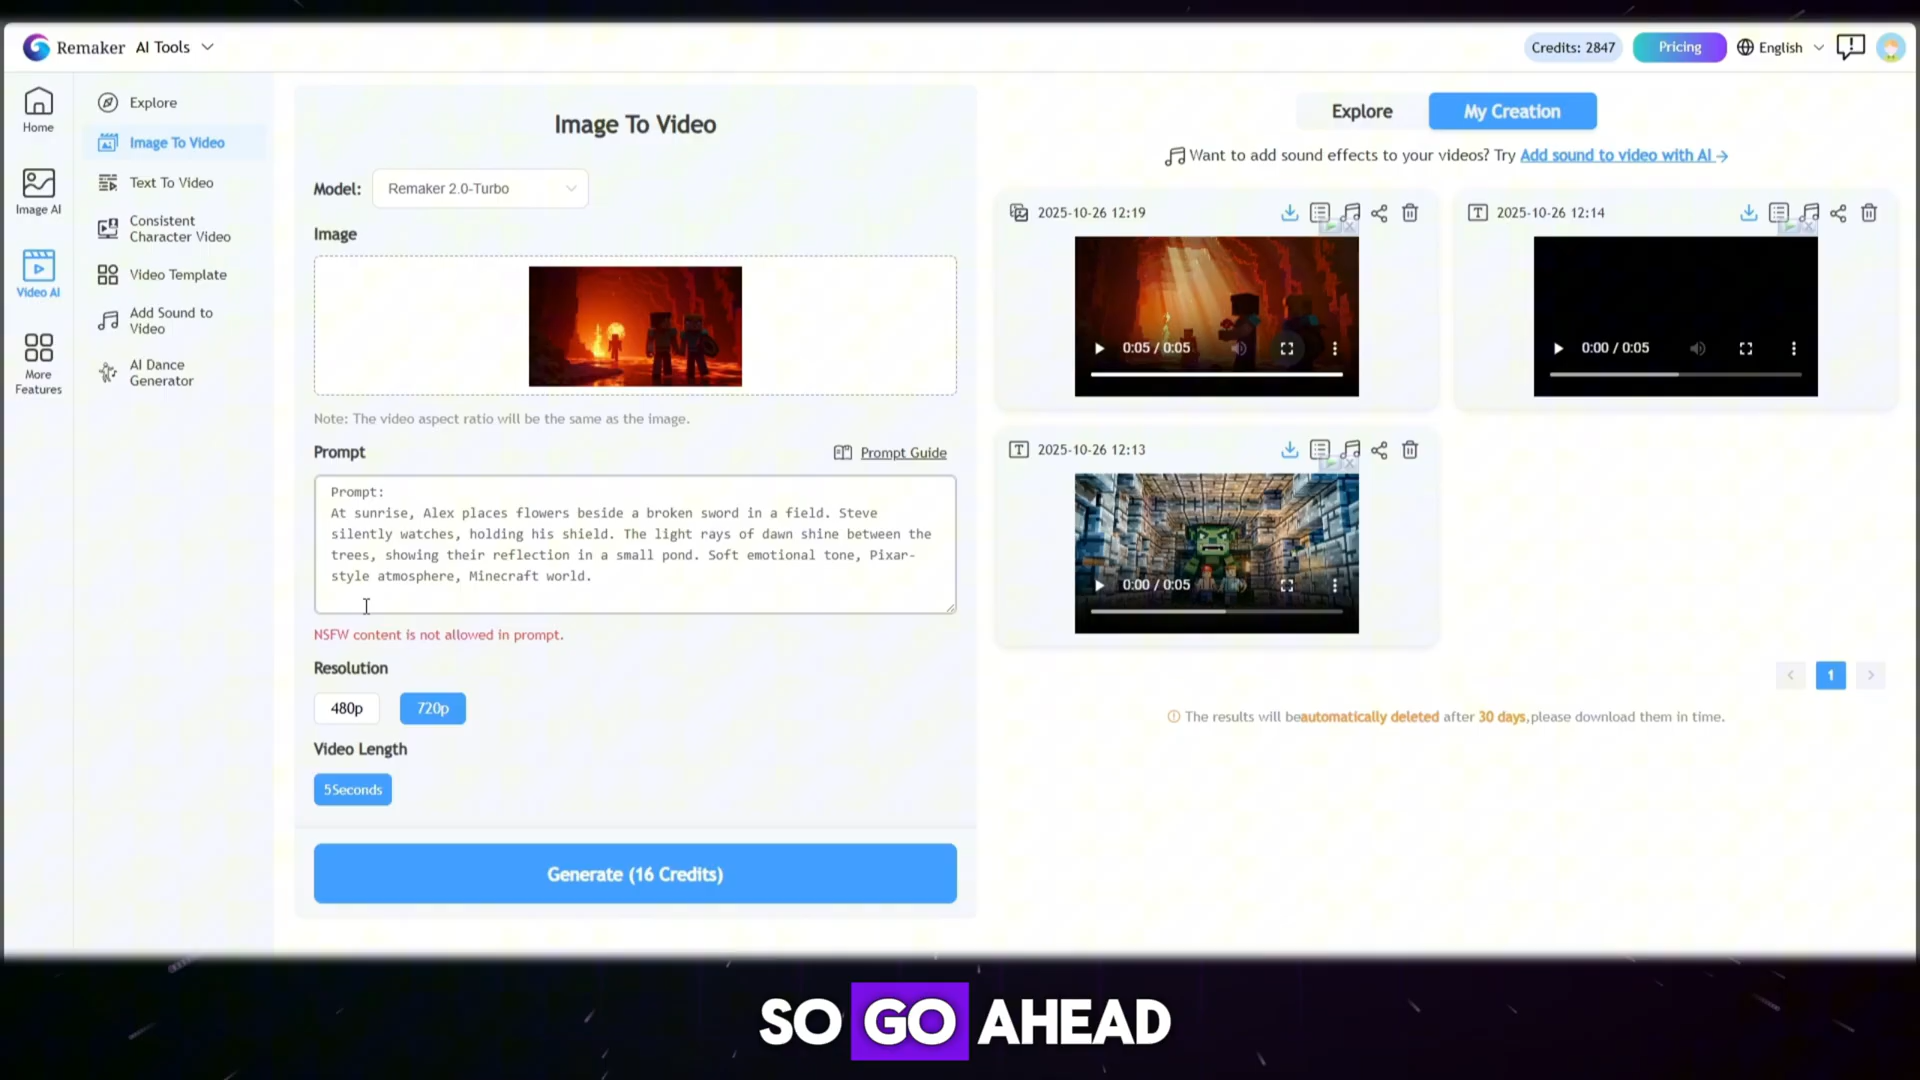 Remaker AI Tools
Credits: 2847
Pricing
English
Home
Image AI
Video AI
More
Features
Explore
Image To Video
Text To Video
Consistent
Character Video
Video Template
Add Sound to
Video
AI Dance
Generator
Image To Video
Model: Remaker 2.0-Turbo
Image
Note: The video aspect ratio will be the same as the image.
Prompt
Prompt Guide
Prompt:
At sunrise, Alex places flowers beside a broken sword in a field. Steve
silently watches, holding his shield. The light rays of dawn shine between the
trees, showing their reflection in a small pond. Soft emotional tone, Pixar-
style atmosphere, Minecraft world.
NSFW content is not allowed in prompt.
Resolution
480p 720p
Video Length
5Seconds
Generate (16 Credits)
Explore My Creation
Want to add sound effects to your videos? Try Add sound to video with AI →
2025-10-26 12:19
0:05 / 0:05
2025-10-26 12:14
0:00 / 0:05
2025-10-26 12:13
0:00 / 0:05
< 1 >
The results will beautomatically deleted after 30 days,please download them in time.
SO GO AHEAD